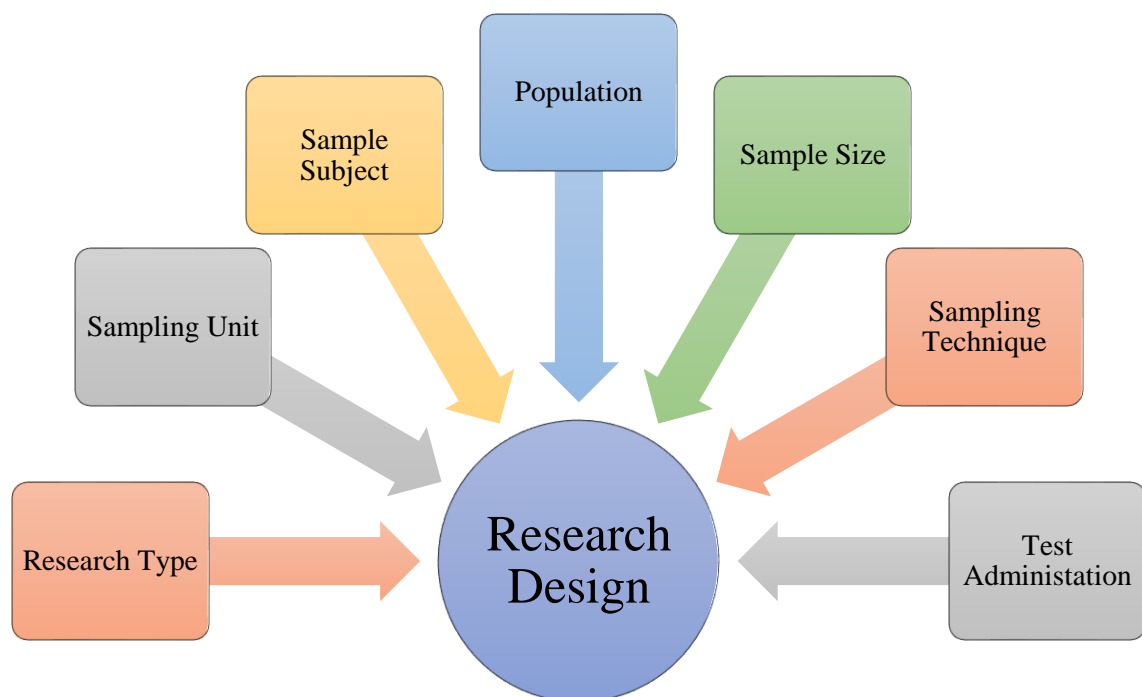 Population
Sample
Subject
Sample Size
Sampling Unit
Sampling
Technique
Research Type
Research
Design
Test
Administation